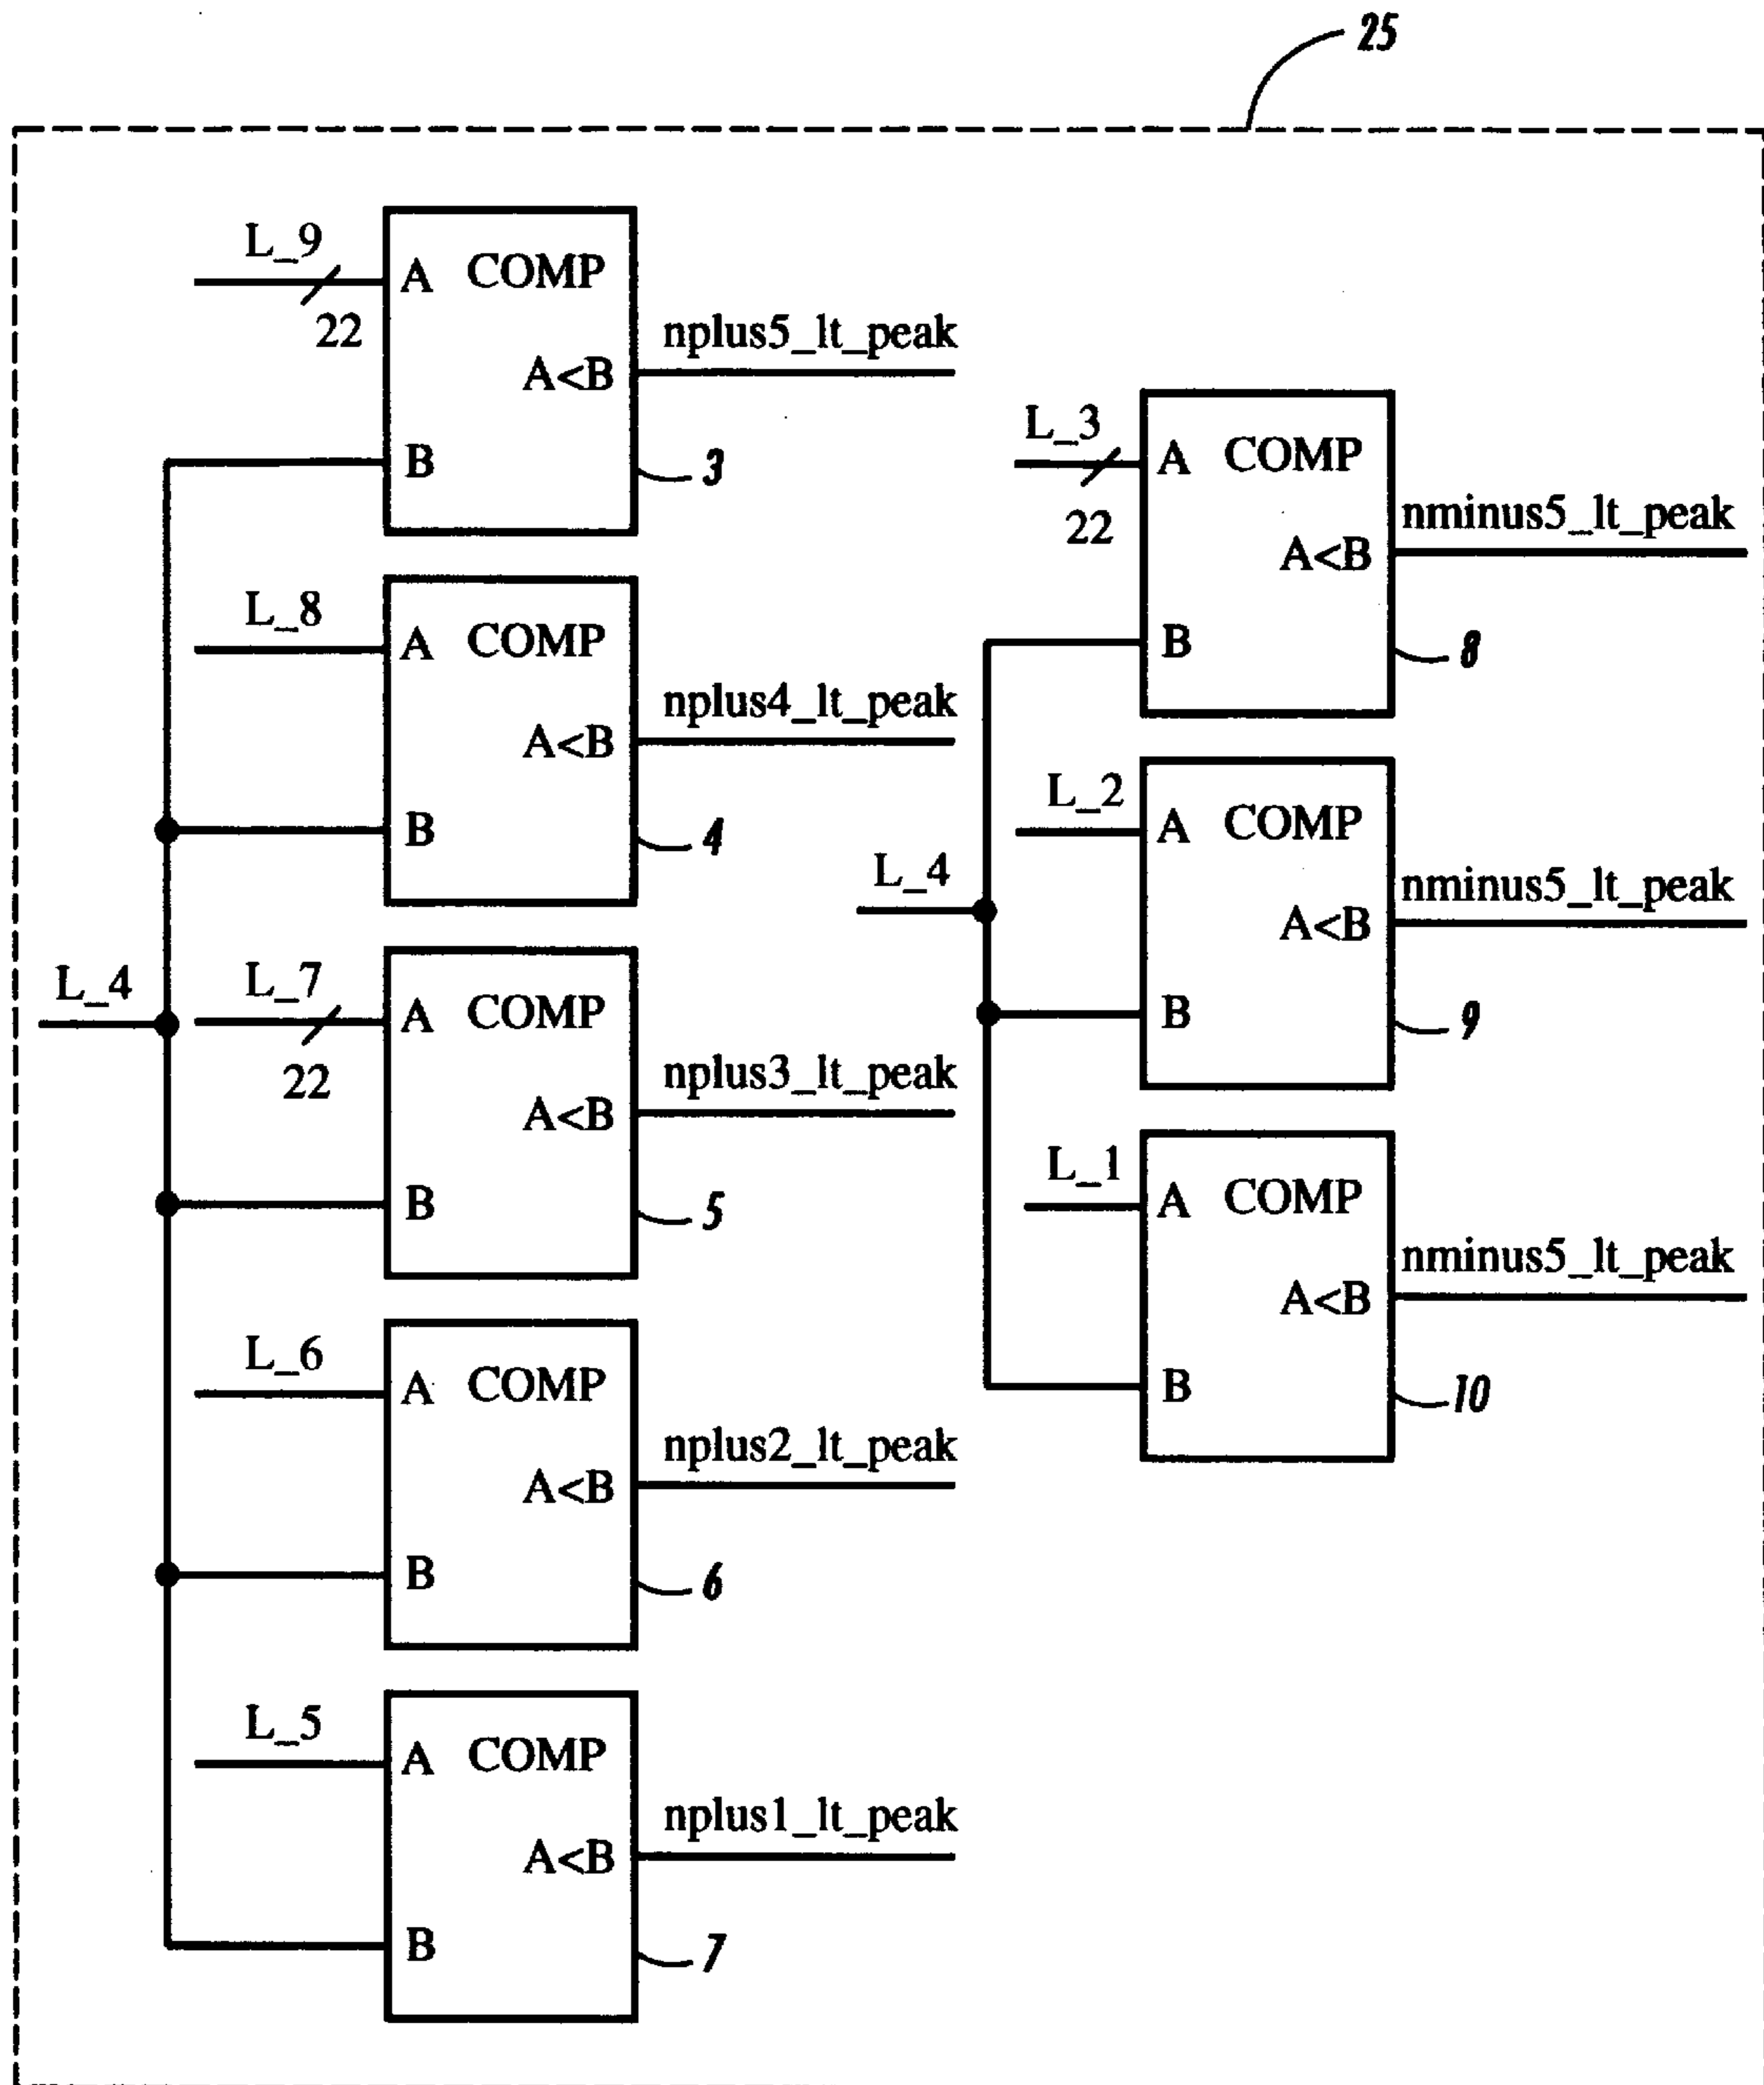 25
L_9
A COMP
22
nplus5_lt_peak
A<B
B
3
L_8
A COMP
nplus4_lt_peak
A<B
B
4
L_4
L_7
A COMP
22
nplus3_lt_peak
A<B
B
5
L_6
A COMP
nplus2_lt_peak
A<B
B
6
L_5
A COMP
nplus1_lt_peak
A<B
B
7
L_3
A COMP
22
nminus5_lt_peak
A<B
B
8
L_4
L_2
A COMP
nminus5_lt_peak
A<B
B
9
L_1
A COMP
nminus5_lt_peak
A<B
B
10